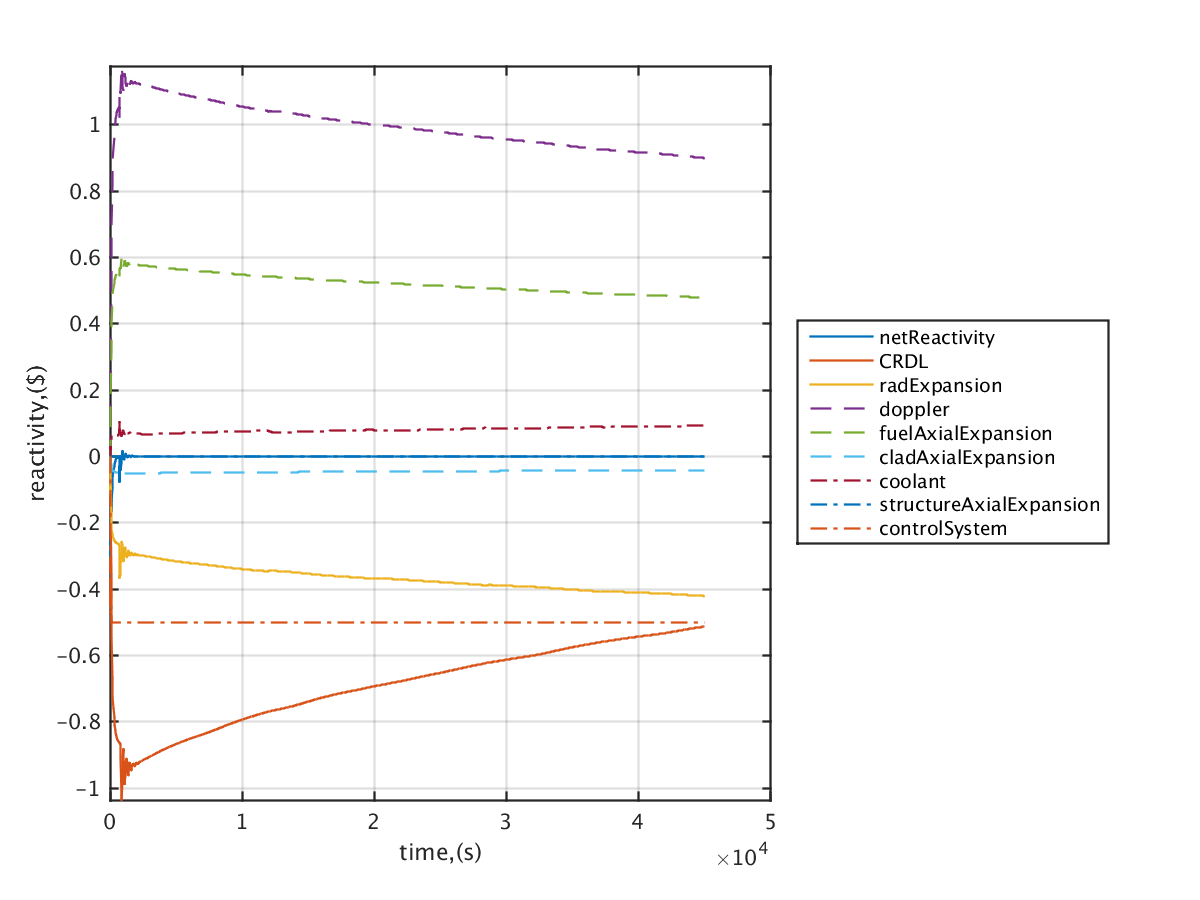 1
0.8
0.6
0.4
0.2
0
−0.2
−0.4
−0.6
−0.8
−1
reactivity,($)
0 1 2 3 4 5
×10^4
time,(s)
netReactivity
CRDL
radExpansion
doppler
fuelAxialExpansion
cladAxialExpansion
coolant
structureAxialExpansion
controlSystem